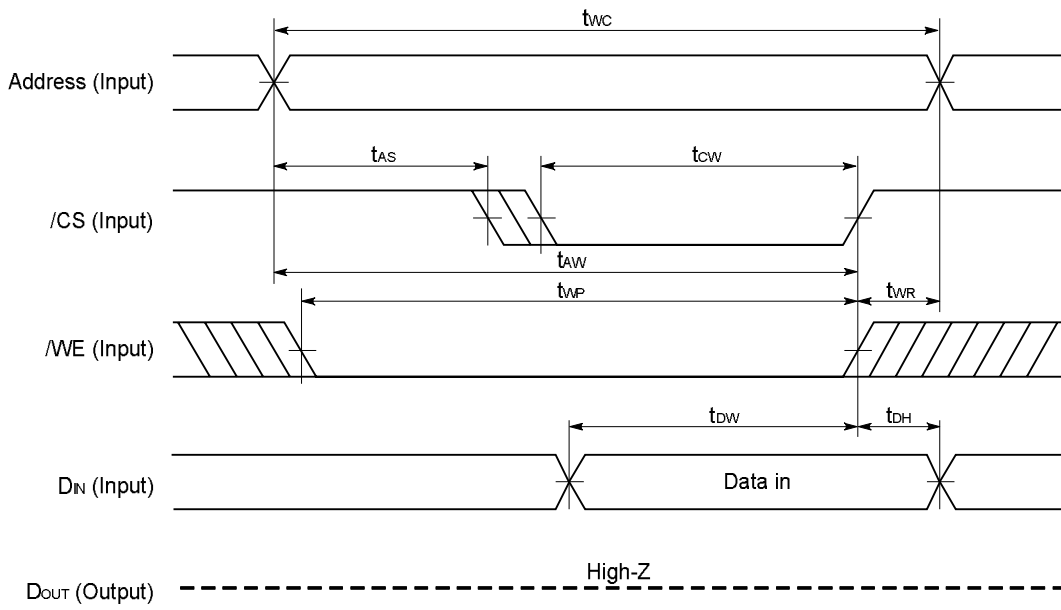 tWC
Address (Input)
tAS
tCW
/CS (Input)
tAW
tWP
tWR
/WE (Input)
tDW
tDH
DIN (Input)
Data in
High-Z
DOUT (Output)